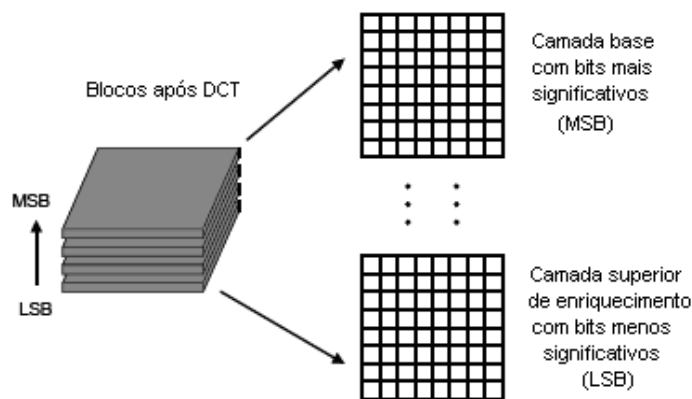 Blocos após DCT
MSB
LSB
Camada base
com bits mais
significativos
(MSB)
Camada superior
de enriquecimento
com bits menos
significativos
(LSB)